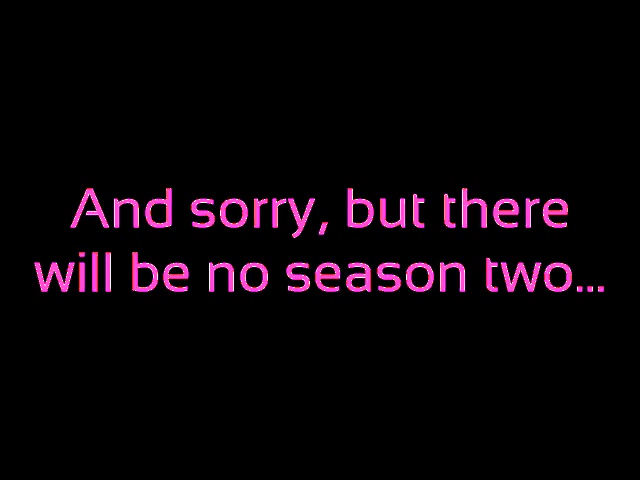 And sorry, but there
will be no season two...